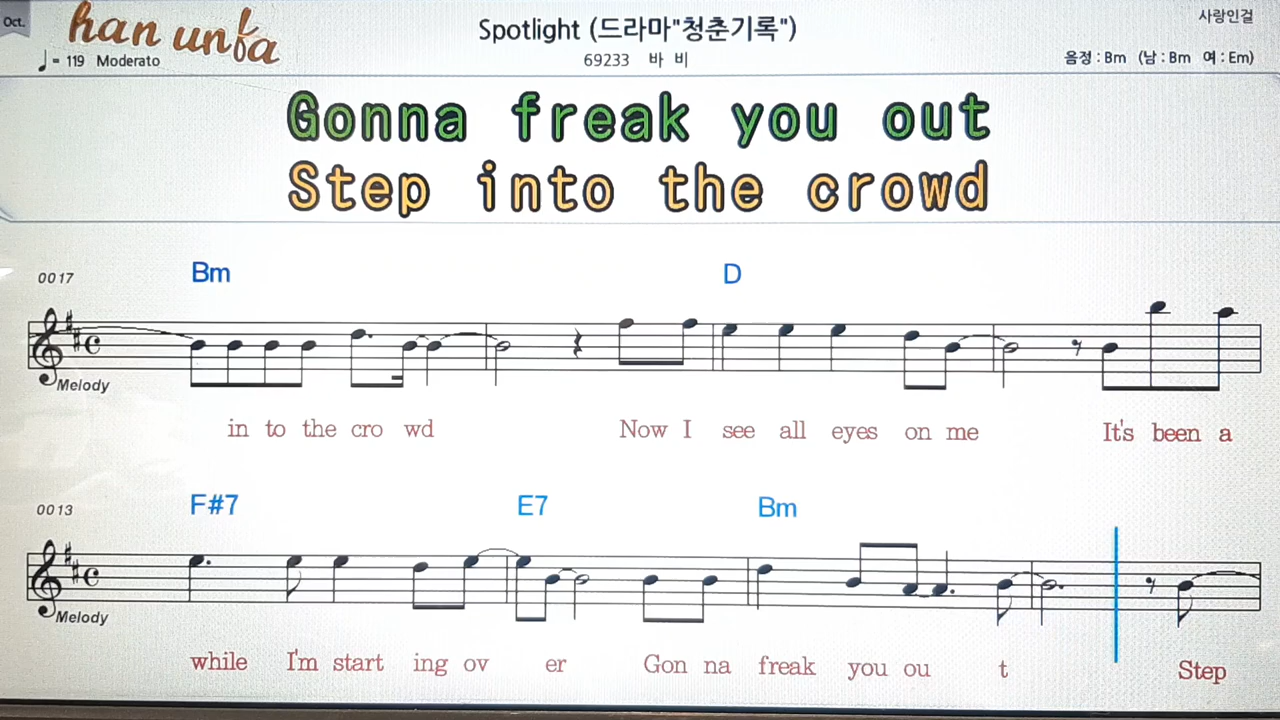 Oct.
han unfa
♩ = 119 Moderato
Spotlight (드라마"청춘기록")
69233 바 비
사랑인걸
음정 : Bm (남 : Bm 여 : Em)
Gonna freak you out
Step into the crowd
0017
Bm D
Melody
in to the cro wd Now I see all eyes on me It's been a
0013
F#7 E7 Bm
Melody
while I'm start ing ov er Gon na freak you ou t Step